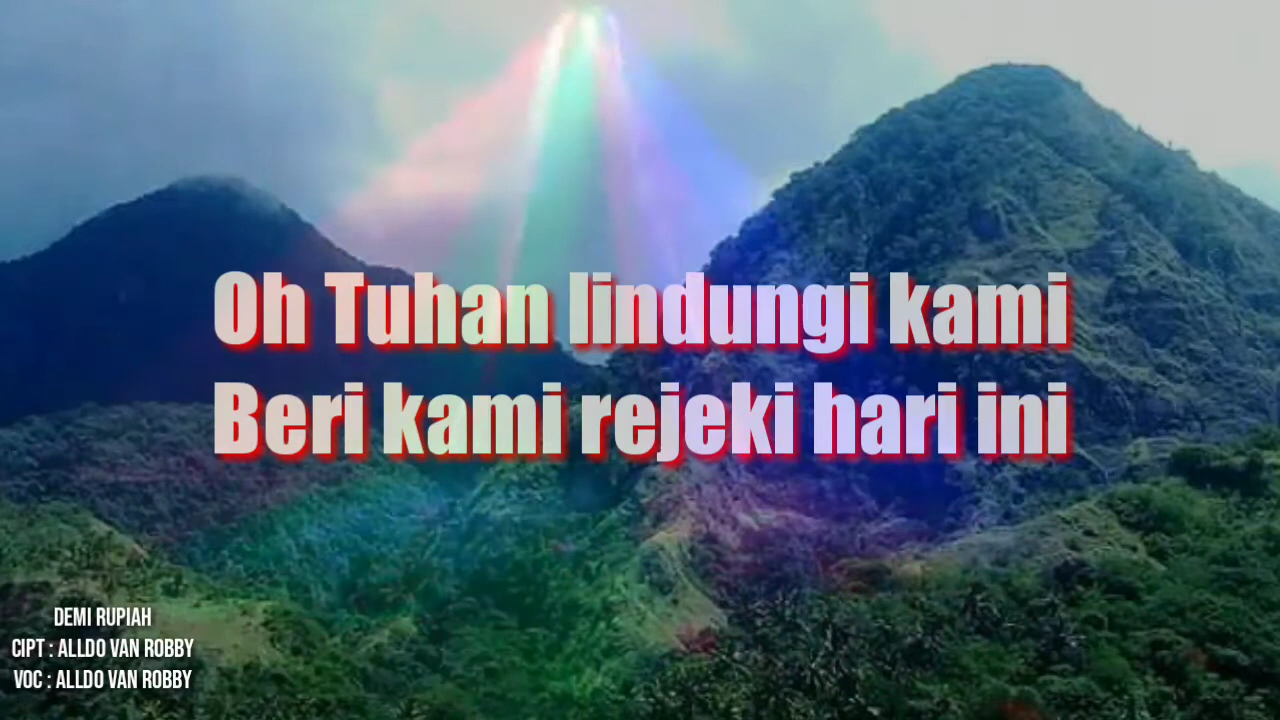 Oh Tuhan lindungi kami
Beri kami rejeki hari ini
DEMI RUPIAH
CIPT : ALLDO VAN ROBBY
VOC : ALLDO VAN ROBBY